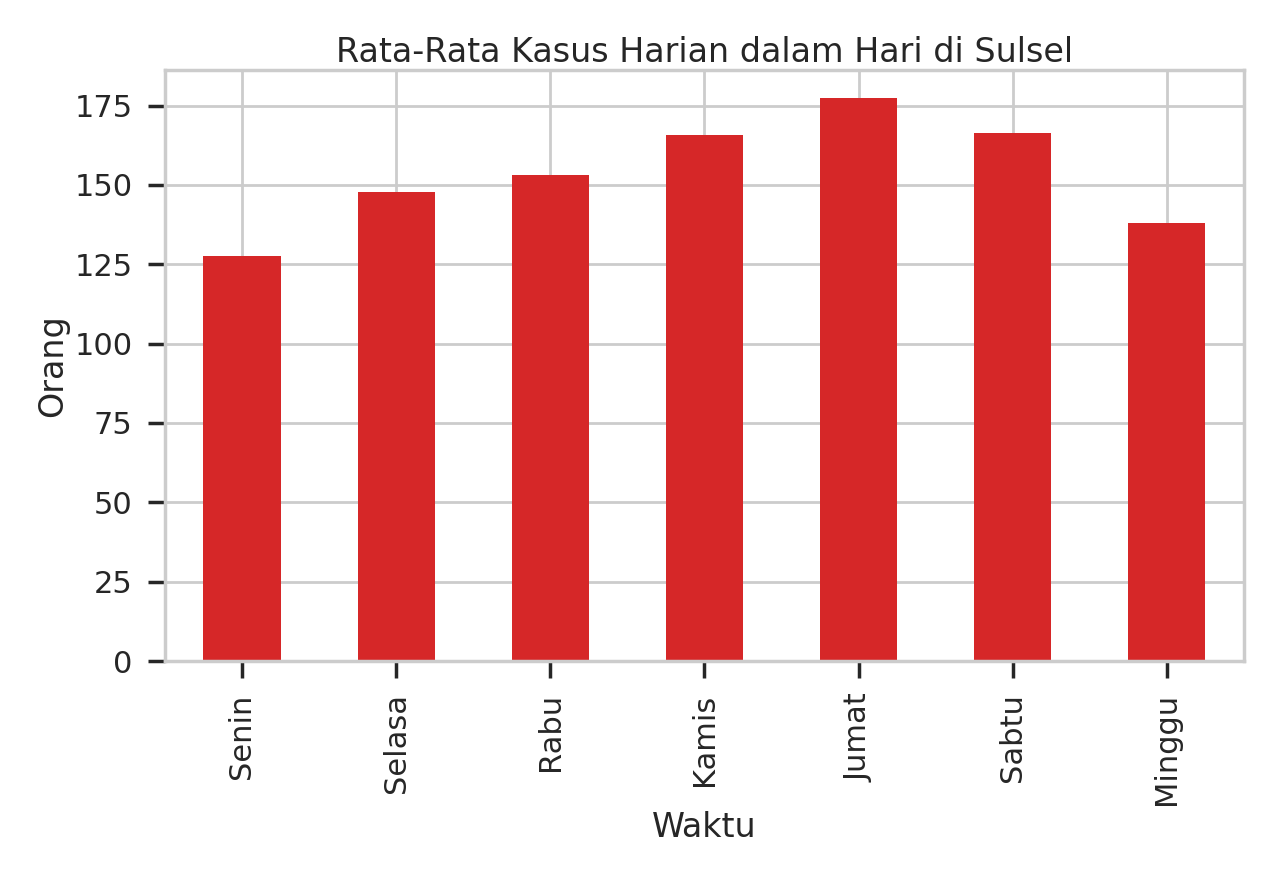 Rata-Rata Kasus Harian dalam Hari di Sulsel
175
150
125
100
75
50
25
0
Orang
Senin
Selasa
Rabu
Kamis
Jumat
Sabtu
Minggu
Waktu